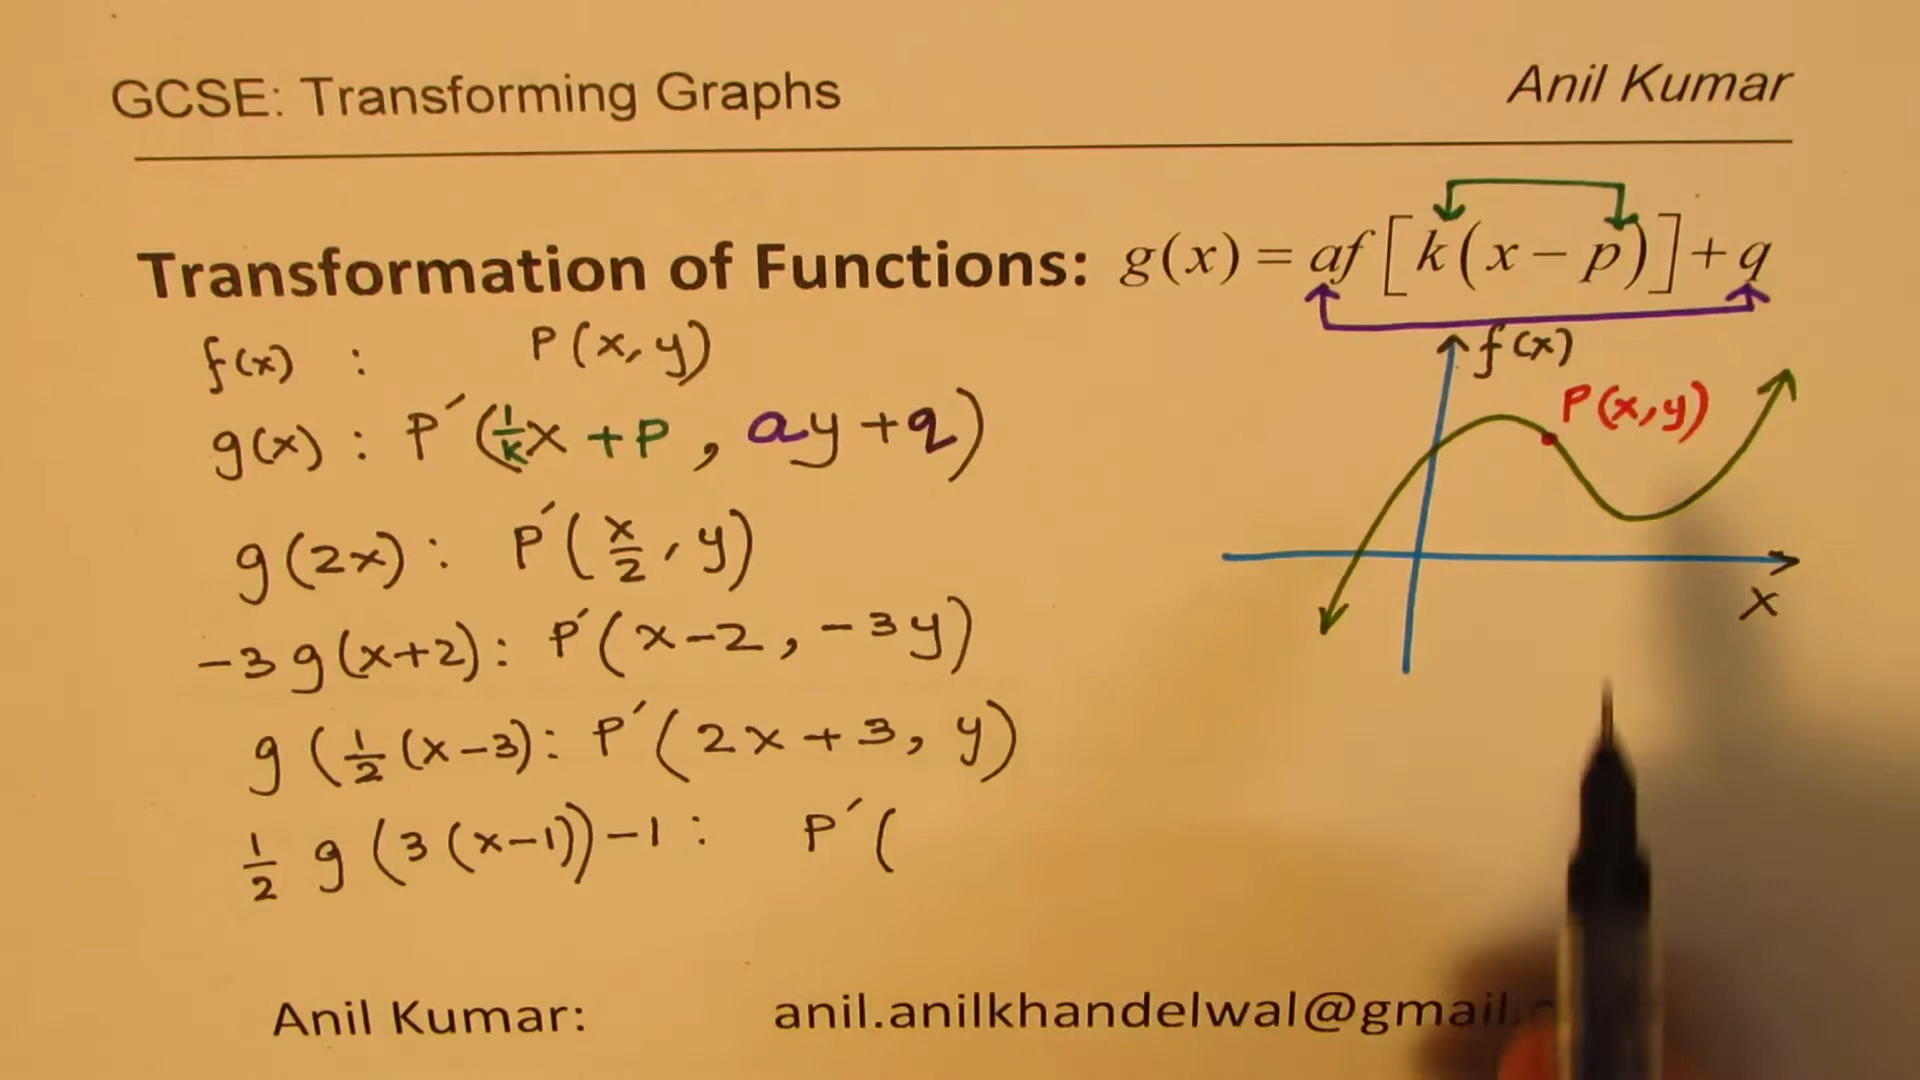 GCSE: Transforming Graphs
Anil Kumar
Transformation of Functions: g(x) = af[k(x − p)] + q
f(x) : P(x, y)
g(x) : P′(1/k x + P, ay + q)
g(2x) : P′(x/2, y)
-3g(x+2) : P′(x-2, -3y)
g(1/2(x-3) : P′(2x+3, y)
1/2 g(3(x-1))-1 : P′(
f(x)
P(x,y)
x
Anil Kumar: anil.anilkhandelwal@gmail.